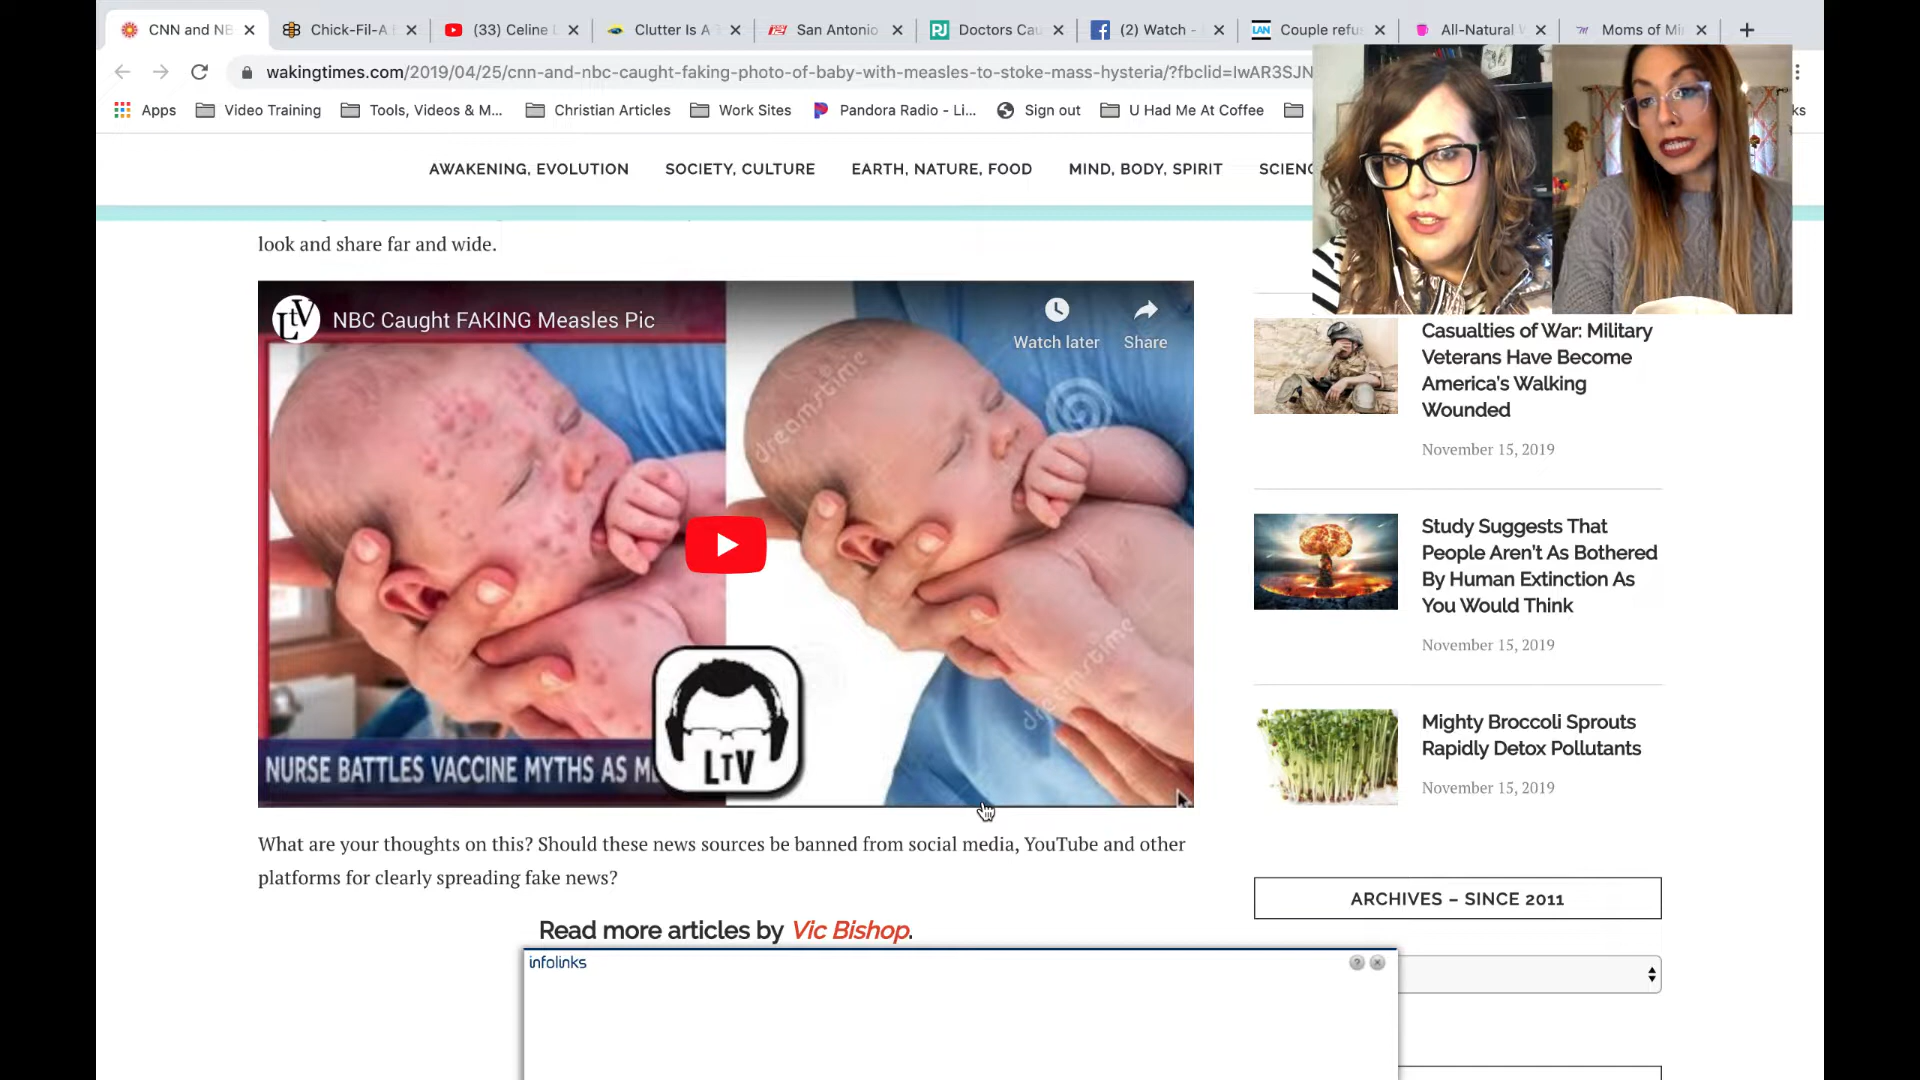 CNN and NB
Chick-Fil-A
(33) Celine
Clutter Is A
San Antonio
Doctors Cau
(2) Watch -
LAN
Couple refus
All-Natural
Moms of Mi
wakingtimes.com/2019/04/25/cnn-and-nbc-caught-faking-photo-of-baby-with-measles-to-stoke-mass-hysteria/?fbclid=IwAR3SJN
Apps
Video Training
Tools, Videos & M...
Christian Articles
Work Sites
Pandora Radio - Li...
Sign out
U Had Me At Coffee
ks
AWAKENING, EVOLUTION
SOCIETY, CULTURE
EARTH, NATURE, FOOD
MIND, BODY, SPIRIT
SCIENC
look and share far and wide.
LTV
NBC Caught FAKING Measles Pic
Watch later
Share
dreamstime
dreamstime
NURSE BATTLES VACCINE MYTHS AS M
LTV
What are your thoughts on this? Should these news sources be banned from social media, YouTube and other
platforms for clearly spreading fake news?
Read more articles by Vic Bishop.
infolinks
Casualties of War: Military
Veterans Have Become
America's Walking
Wounded
November 15, 2019
Study Suggests That
People Aren't As Bothered
By Human Extinction As
You Would Think
November 15, 2019
Mighty Broccoli Sprouts
Rapidly Detox Pollutants
November 15, 2019
ARCHIVES – SINCE 2011